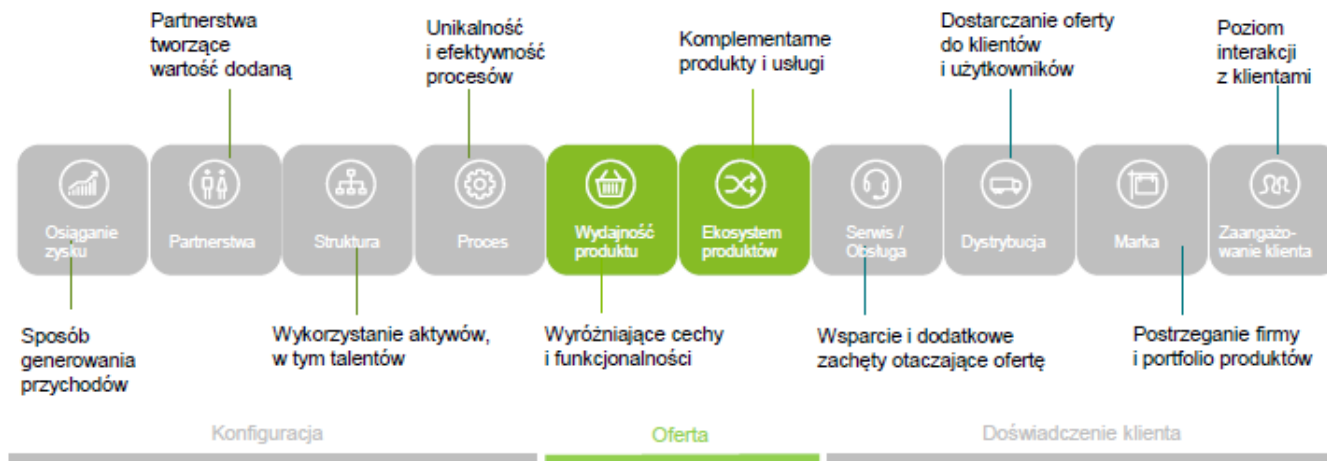 Partnerstwa
tworzące
wartość dodaną
Unikalność
i efektywność
procesów
Komplementarne
produkty i usługi
Dostarczanie oferty
do klientów
i użytkowników
Poziom
interakcji
z klientami
Osiąganie
zysku
Partnerstwa
Struktura
Proces
Wydajność
produktu
Ekosystem
produktów
Serwis /
Obsługa
Dystrybucja
Marka
Zaangażo-
wanie klienta
Sposób
generowania
przychodów
Wykorzystanie aktywów,
w tym talentów
Wyróżniające cechy
i funkcjonalności
Wsparcie i dodatkowe
zachęty otaczające ofertę
Postrzeganie firmy
i portfolio produktów
Konfiguracja
Oferta
Doświadczenie klienta